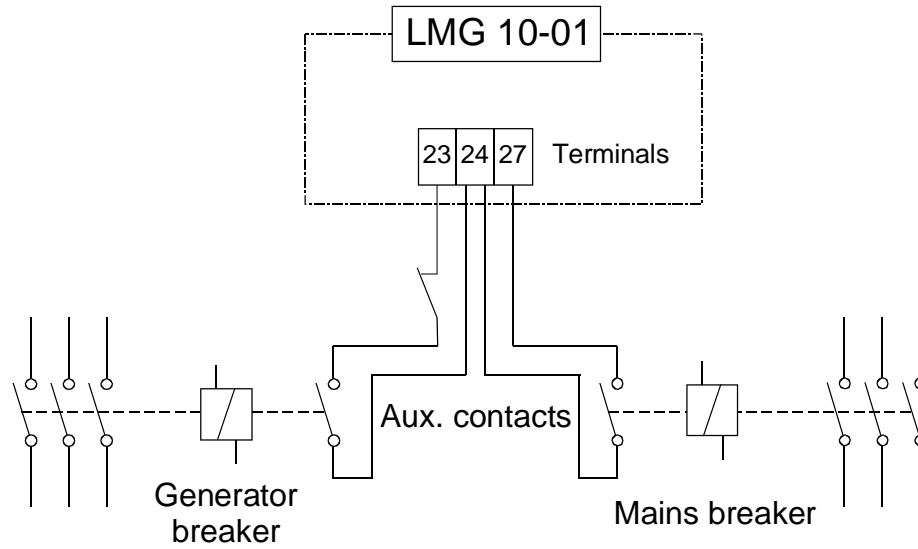 LMG 10-01
23 24 27 Terminals
Aux. contacts
Generator
breaker
Mains breaker